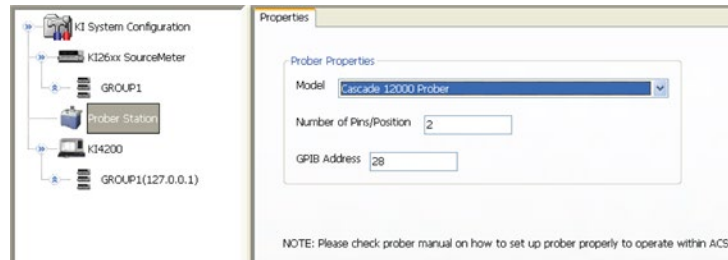 KI System Configuration
KI26xx SourceMeter
GROUP1
Prober Station
KI4200
GROUP1(127.0.0.1)
Properties
Prober Properties
Model Cascade 12000 Prober
Number of Pins/Position 2
GPIB Address 28
NOTE: Please check prober manual on how to set up prober properly to operate within ACS